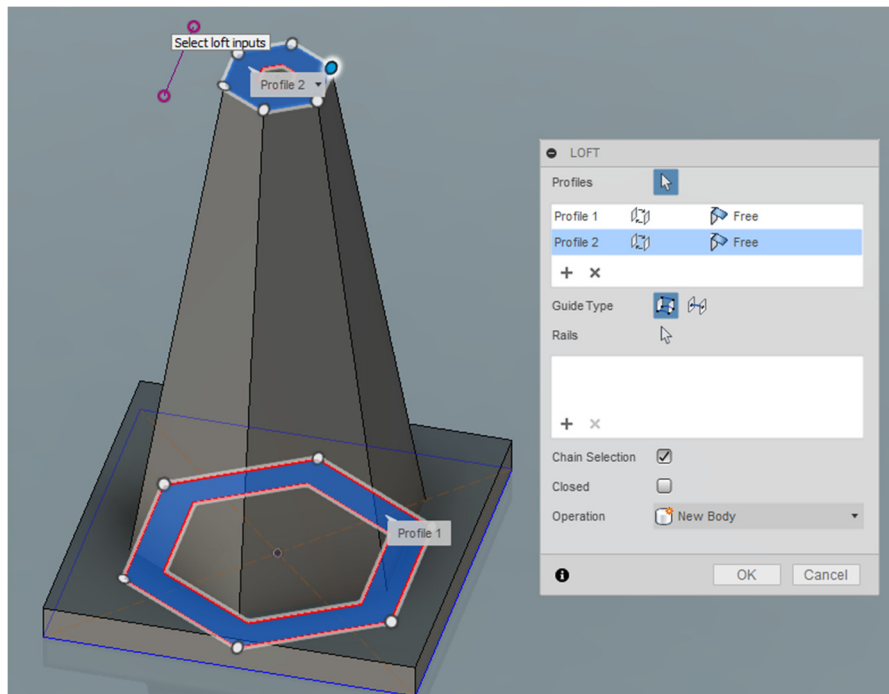 Select loft inputs
Profile 2
Profile 1
LOFT
Profiles
Profile 1 Free
Profile 2 Free
Guide Type
Rails
Chain Selection
Closed
Operation New Body
OK Cancel